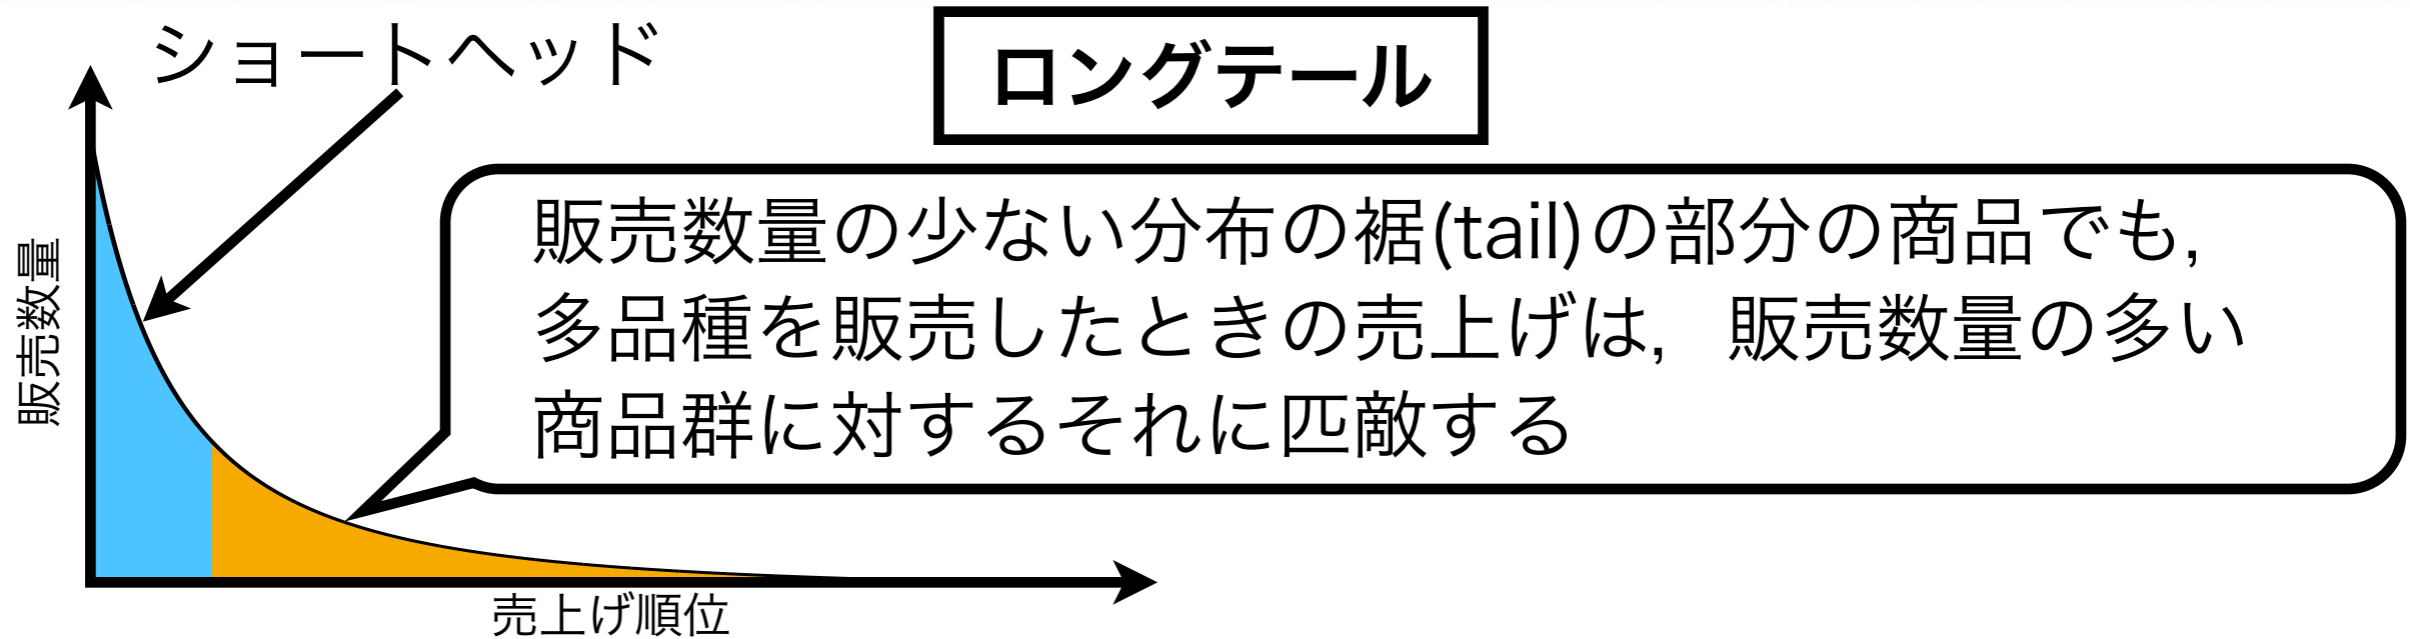 ショートヘッド
ロングテール
販売数量の少ない分布の裾(tail)の部分の商品でも,
多品種を販売したときの売上げは, 販売数量の多い
商品群に対するそれに匹敵する
販売数量
売上げ順位